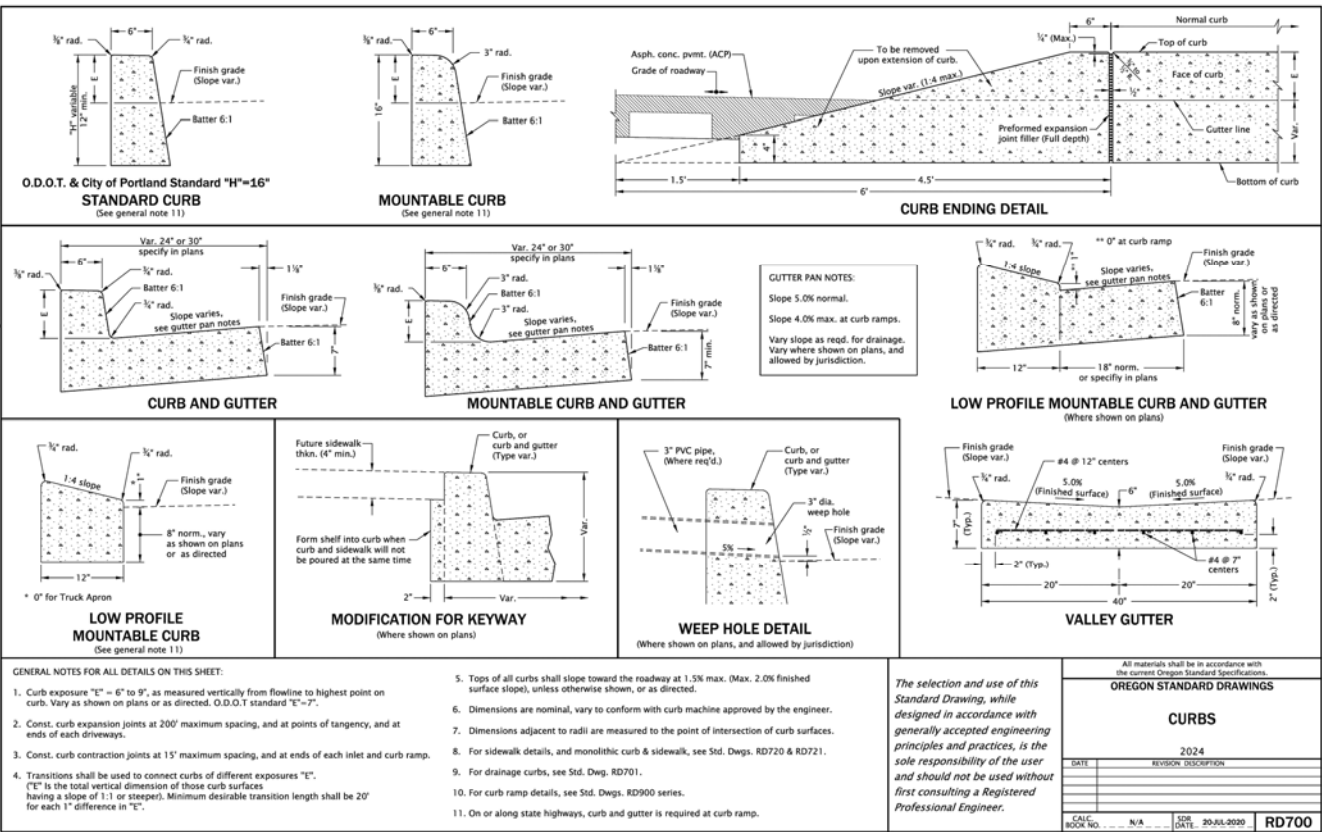 6"
⅜" rad.
¾" rad.
Finish grade
(Slope var.)
E
"H" variable
12" min.
Batter 6:1
O.D.O.T. & City of Portland Standard "H"=16"
STANDARD CURB
(See general note 11)
6"
⅜" rad.
3" rad.
Finish grade
(Slope var.)
E
16"
Batter 6:1
MOUNTABLE CURB
(See general note 11)
6"
Normal curb
¼" (Max.)
Top of curb
Asph. conc. pvmt. (ACP)
Grade of roadway
To be removed
upon extension of curb.
Slope var. (1:4 max.)
Face of curb
E
½"
Preformed expansion
joint filler (Full depth)
Gutter line
Var.
4"
1.5'
4.5'
6'
Bottom of curb
CURB ENDING DETAIL
Var. 24" or 30"
specify in plans
6"
⅜" rad.
¾" rad.
1⅛"
Batter 6:1
¾" rad.
Slope varies,
see gutter pan notes
Finish grade
(Slope var.)
E
Batter 6:1
7"
CURB AND GUTTER
Var. 24" or 30"
specify in plans
6"
⅜" rad.
3" rad.
1⅛"
Batter 6:1
3" rad.
Slope varies,
see gutter pan notes
Finish grade
(Slope var.)
E
Batter 6:1
7" min.
MOUNTABLE CURB AND GUTTER
GUTTER PAN NOTES:
Slope 5.0% normal.
Slope 4.0% max. at curb ramps.
Vary slope as reqd. for drainage.
Vary where shown on plans, and
allowed by jurisdiction.
¾" rad.
¾" rad.
** 0" at curb ramp
Finish grade
(Slope var.)
1:4 slope
** 1"
Slope varies,
see gutter pan notes
Batter
6:1
8" norm.
vary as shown
on plans or
as directed
12"
18" norm.
or specifiy in plans
LOW PROFILE MOUNTABLE CURB AND GUTTER
(Where shown on plans)
¾" rad.
¾" rad.
1:4 slope
* 1"
Finish grade
(Slope var.)
8" norm., vary
as shown on plans
or as directed
12"
* 0" for Truck Apron
LOW PROFILE
MOUNTABLE CURB
(See general note 11)
Future sidewalk
thkn. (4" min.)
Curb, or
curb and gutter
(Type var.)
Form shelf into curb when
curb and sidewalk will not
be poured at the same time
Var.
2"
Var.
MODIFICATION FOR KEYWAY
(Where shown on plans)
3" PVC pipe,
(Where req'd.)
Curb, or
curb and gutter
(Type var.)
3" dia.
weep hole
½"
Finish grade
(Slope var.)
5%
WEEP HOLE DETAIL
(Where shown on plans, and allowed by jurisdiction)
Finish grade
(Slope var.)
#4 @ 12" centers
Finish grade
(Slope var.)
¾" rad.
5.0%
(Finished surface)
6"
5.0%
(Finished surface)
¾" rad.
7"
(Typ.)
2" (Typ.)
#4 @ 7"
centers
2" (Typ.)
20"
20"
40"
VALLEY GUTTER
GENERAL NOTES FOR ALL DETAILS ON THIS SHEET:
1. Curb exposure "E" = 6" to 9", as measured vertically from flowline to highest point on
curb. Vary as shown on plans or as directed. O.D.O.T standard "E"=7".
2. Const. curb expansion joints at 200' maximum spacing, and at points of tangency, and at
ends of each driveways.
3. Const. curb contraction joints at 15' maximum spacing, and at ends of each inlet and curb ramp.
4. Transitions shall be used to connect curbs of different exposures "E".
("E" Is the total vertical dimension of those curb surfaces
having a slope of 1:1 or steeper). Minimum desirable transition length shall be 20'
for each 1" difference in "E".
5. Tops of all curbs shall slope toward the roadway at 1.5% max. (Max. 2.0% finished
surface slope), unless otherwise shown, or as directed.
6. Dimensions are nominal, vary to conform with curb machine approved by the engineer.
7. Dimensions adjacent to radii are measured to the point of intersection of curb surfaces.
8. For sidewalk details, and monolithic curb & sidewalk, see Std. Dwgs. RD720 & RD721.
9. For drainage curbs, see Std. Dwg. RD701.
10. For curb ramp details, see Std. Dwgs. RD900 series.
11. On or along state highways, curb and gutter is required at curb ramp.
The selection and use of this
Standard Drawing, while
designed in accordance with
generally accepted engineering
principles and practices, is the
sole responsibility of the user
and should not be used without
first consulting a Registered
Professional Engineer.
All materials shall be in accordance with
the current Oregon Standard Specifications.
OREGON STANDARD DRAWINGS
CURBS
2024
DATE
REVISION DESCRIPTION
CALC.
BOOK NO. N/A
SDR
DATE 20-JUL-2020
RD700